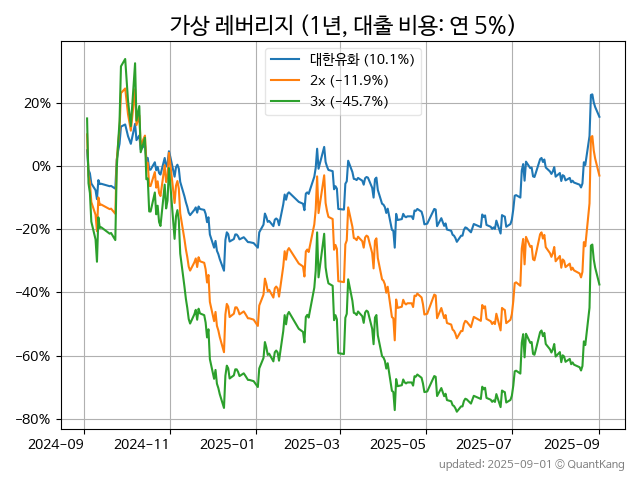 가상 레버리지 (1년, 대출 비용: 연 5%)
대한유화 (10.1%)
2x (−11.9%)
3x (−45.7%)
20%
0%
−20%
−40%
−60%
−80%
2024-09 2024-11 2025-01 2025-03 2025-05 2025-07 2025-09
updated: 2025-09-01 © QuantKang